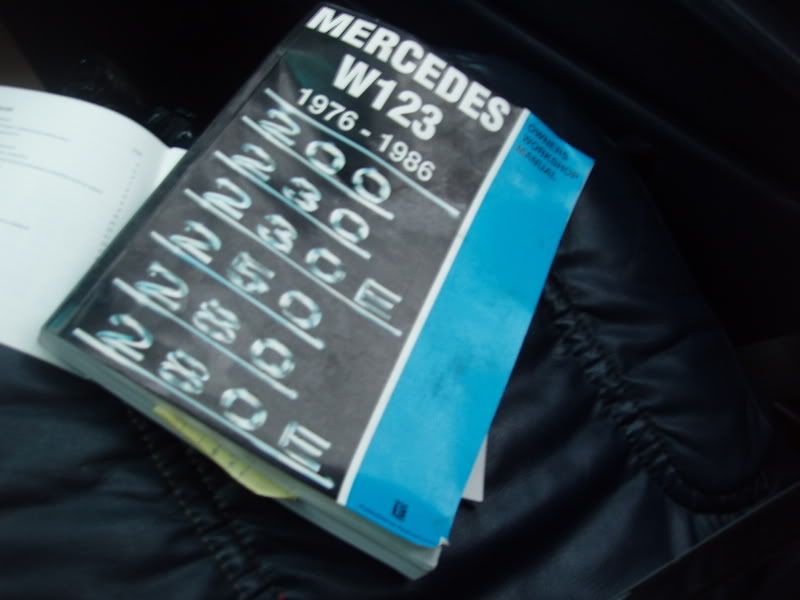 MERCEDES
W123
1976 - 1986
200
230
230E
250
280
280E
OWNERS
WORKSHOP
MANUAL